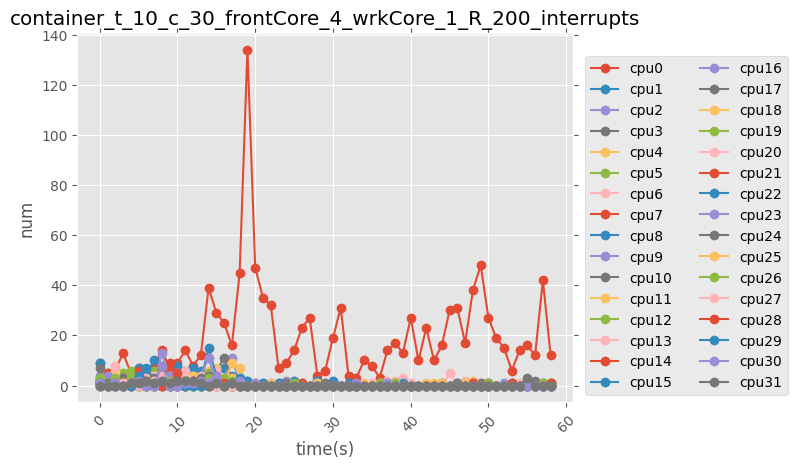 container_t_10_c_30_frontCore_4_wrkCore_1_R_200_interrupts
140
120
100
80
60
40
20
0
num
0
10
20
30
40
50
60
time(s)
cpu0
cpu1
cpu2
cpu3
cpu4
cpu5
cpu6
cpu7
cpu8
cpu9
cpu10
cpu11
cpu12
cpu13
cpu14
cpu15
cpu16
cpu17
cpu18
cpu19
cpu20
cpu21
cpu22
cpu23
cpu24
cpu25
cpu26
cpu27
cpu28
cpu29
cpu30
cpu31